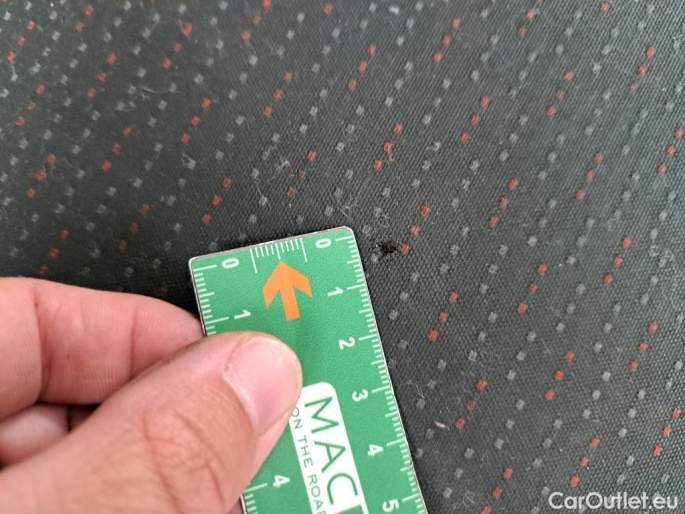 0 0
1 1
2
3
4 4
5
MAC
ON THE ROAD
CarOutlet.eu